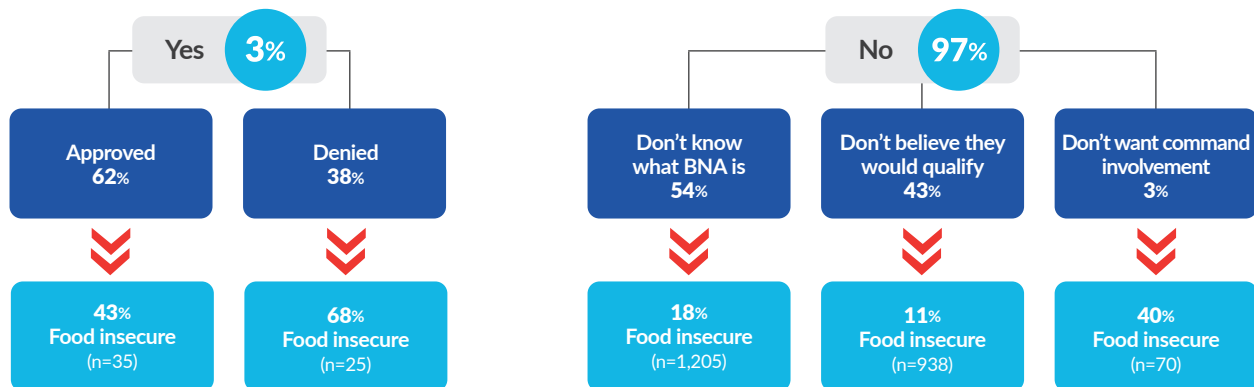 Yes 3%
Approved
62%
Denied
38%
43%
Food insecure
(n=35)
68%
Food insecure
(n=25)
No 97%
Don't know
what BNA is
54%
Don't believe they
would qualify
43%
Don't want command
involvement
3%
18%
Food insecure
(n=1,205)
11%
Food insecure
(n=938)
40%
Food insecure
(n=70)